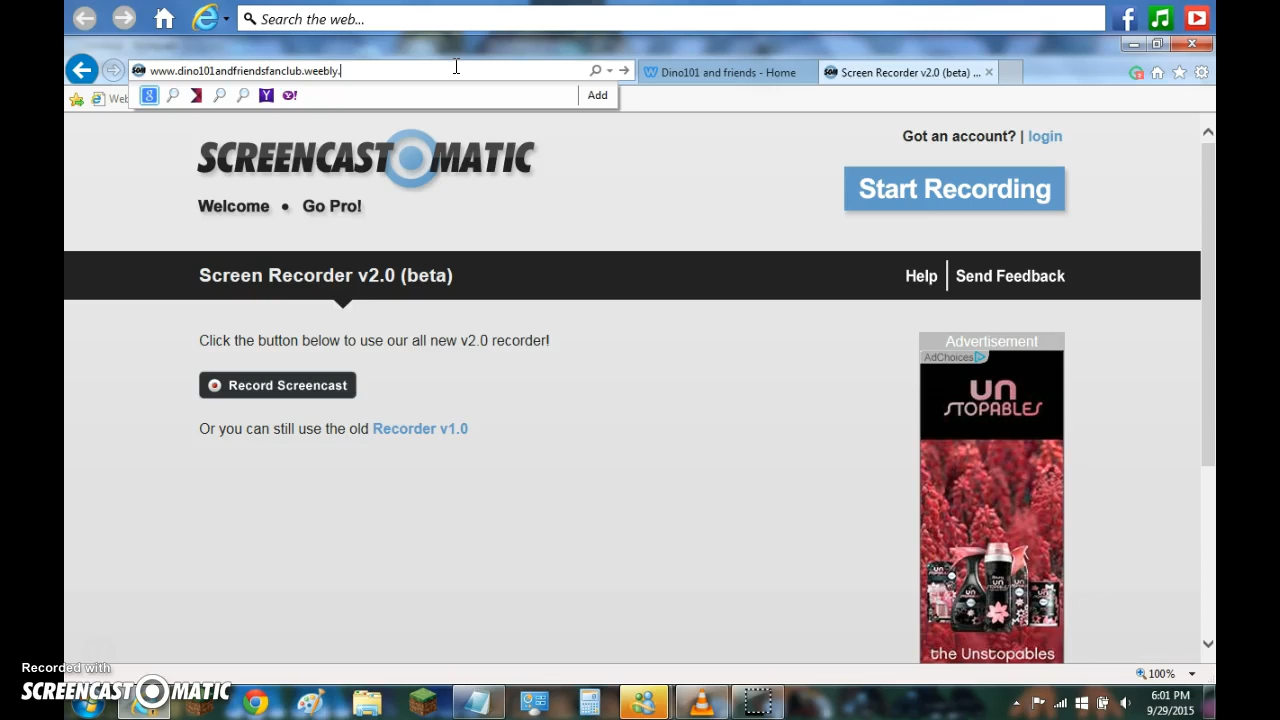 Search the web...
www.dino101andfriendsfanclub.weebly.
Dino101 and friends - Home
Screen Recorder v2.0 (beta) ...
Web
Add
SCREENCAST MATIC
Got an account? | login
Start Recording
Welcome • Go Pro!
Screen Recorder v2.0 (beta)
Help
Send Feedback
Click the button below to use our all new v2.0 recorder!
Record Screencast
Or you can still use the old Recorder v1.0
Advertisement
AdChoices
UN
STOPABLES
the Unstopables
100%
Recorded with
SCREENCAST MATIC
6:01 PM
9/29/2015